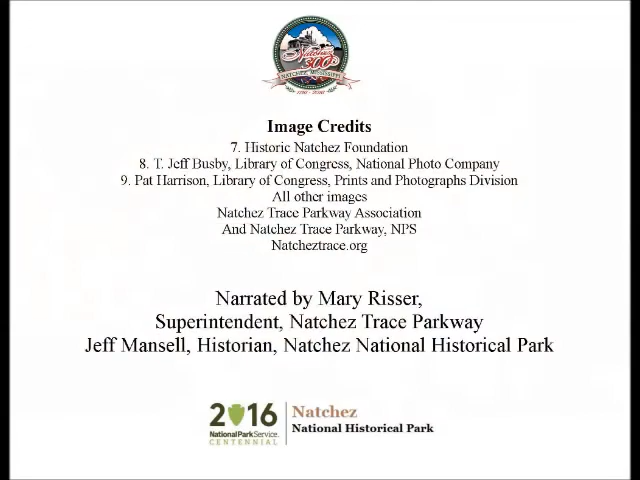 Natchez
300
NATCHEZ, MISSISSIPPI
Image Credits
7. Historic Natchez Foundation
8. T. Jeff Busby, Library of Congress, National Photo Company
9. Pat Harrison, Library of Congress, Prints and Photographs Division
All other images
Natchez Trace Parkway Association
And Natchez Trace Parkway, NPS
Natcheztrace.org
Narrated by Mary Risser,
Superintendent, Natchez Trace Parkway
Jeff Mansell, Historian, Natchez National Historical Park
2016
National Park Service
CENTENNIAL
Natchez
National Historical Park